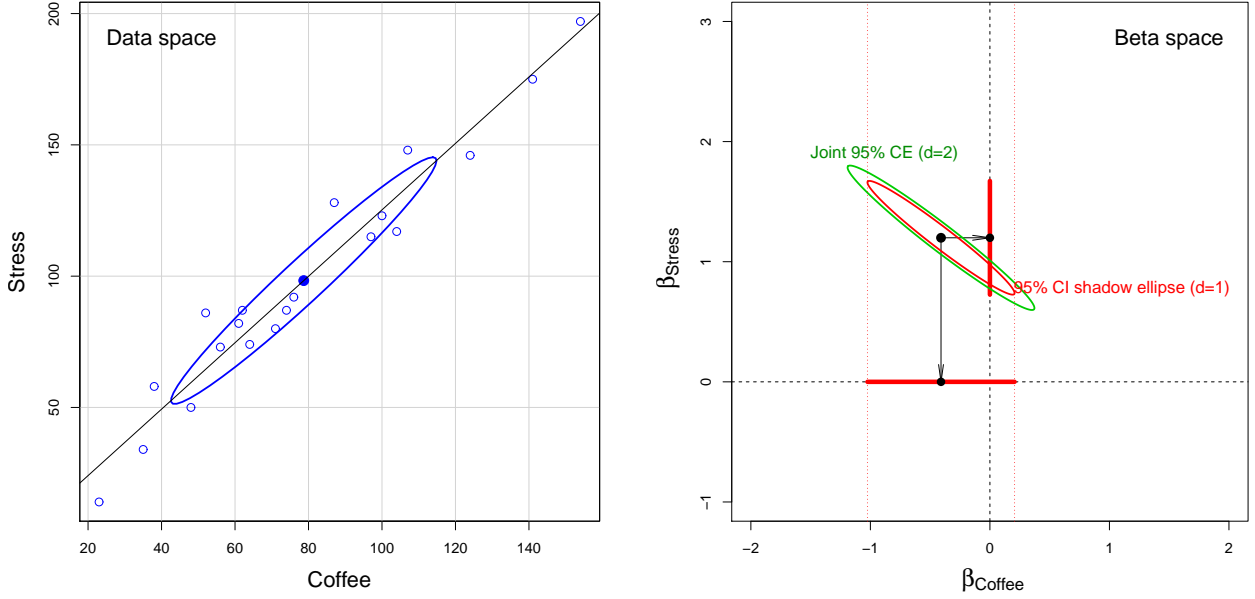 Data space
Stress
50
100
150
200
20
40
60
80
100
120
140
Coffee
Beta space
Joint 95% CE (d=2)
95% CI shadow ellipse (d=1)
βStress
−1
0
1
2
3
−2
−1
0
1
2
βCoffee